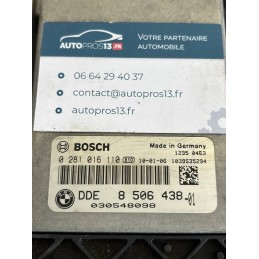 AUTOPROS13.FR
VOTRE PARTENAIRE
AUTOMOBILE
06 64 29 40 37
contact@autopros13.fr
autopros13.fr
BOSCH
Made in Germany
1235 0453
0 281 016 110 10-01-06 1039S35294
DDE 8 506 438-01
030548098